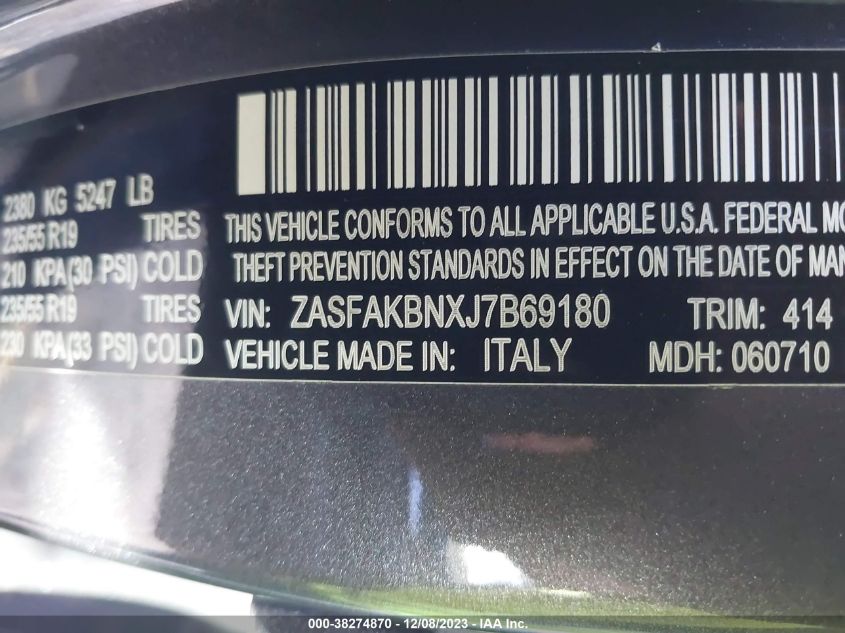 2380 KG 5247 LB
235/55 R19 TIRES
210 KPA(30 PSI) COLD
235/55 R19 TIRES
230 KPA(33 PSI) COLD
THIS VEHICLE CONFORMS TO ALL APPLICABLE U.S.A. FEDERAL MO
THEFT PREVENTION STANDARDS IN EFFECT ON THE DATE OF MAN
VIN: ZASFAKBNXJ7B69180 TRIM: 414
VEHICLE MADE IN: ITALY MDH: 060710
000-38274870 - 12/08/2023 - IAA Inc.